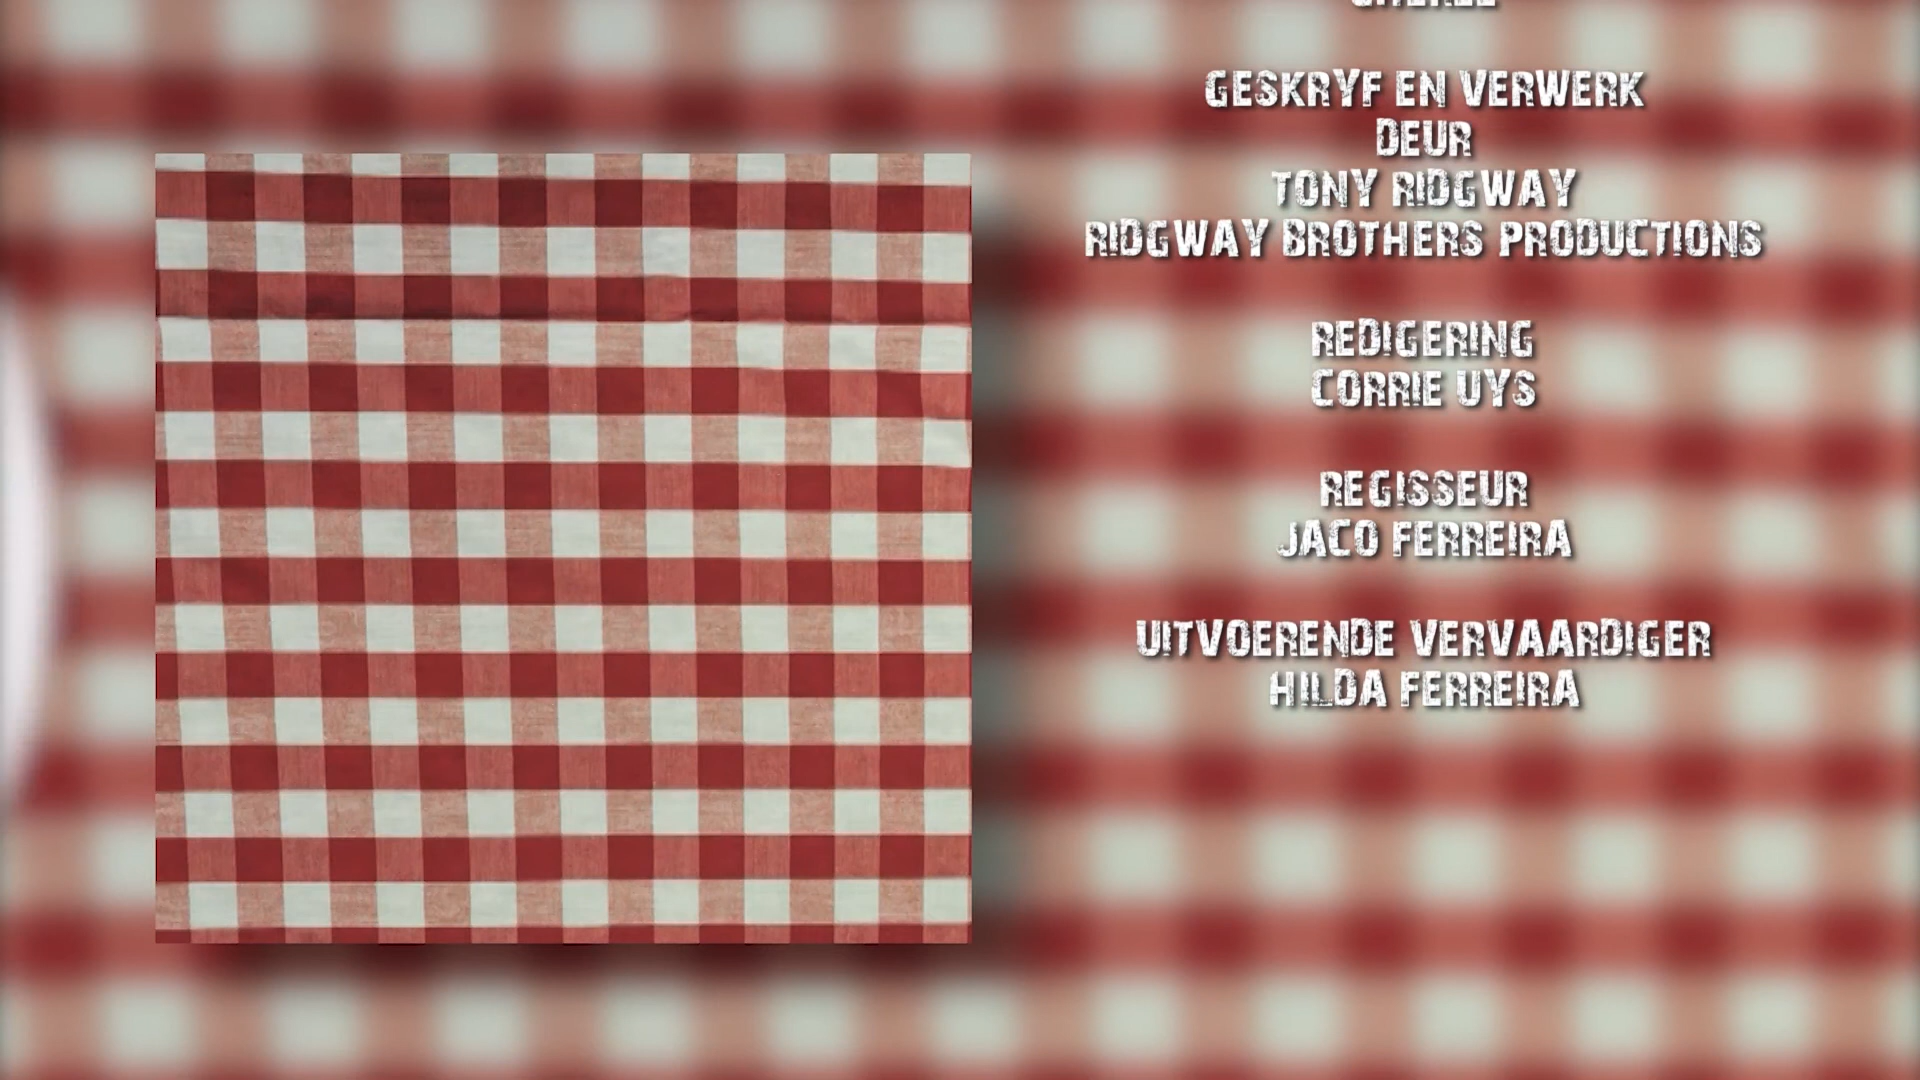 GESKRYF EN VERWERK
DEUR
TONY RIDGWAY
RIDGWAY BROTHERS PRODUCTIONS
REDIGERING
CORRIE UYS
REGISSEUR
JACO FERREIRA
UITVOERENDE VERVAARDIGER
HILDA FERREIRA